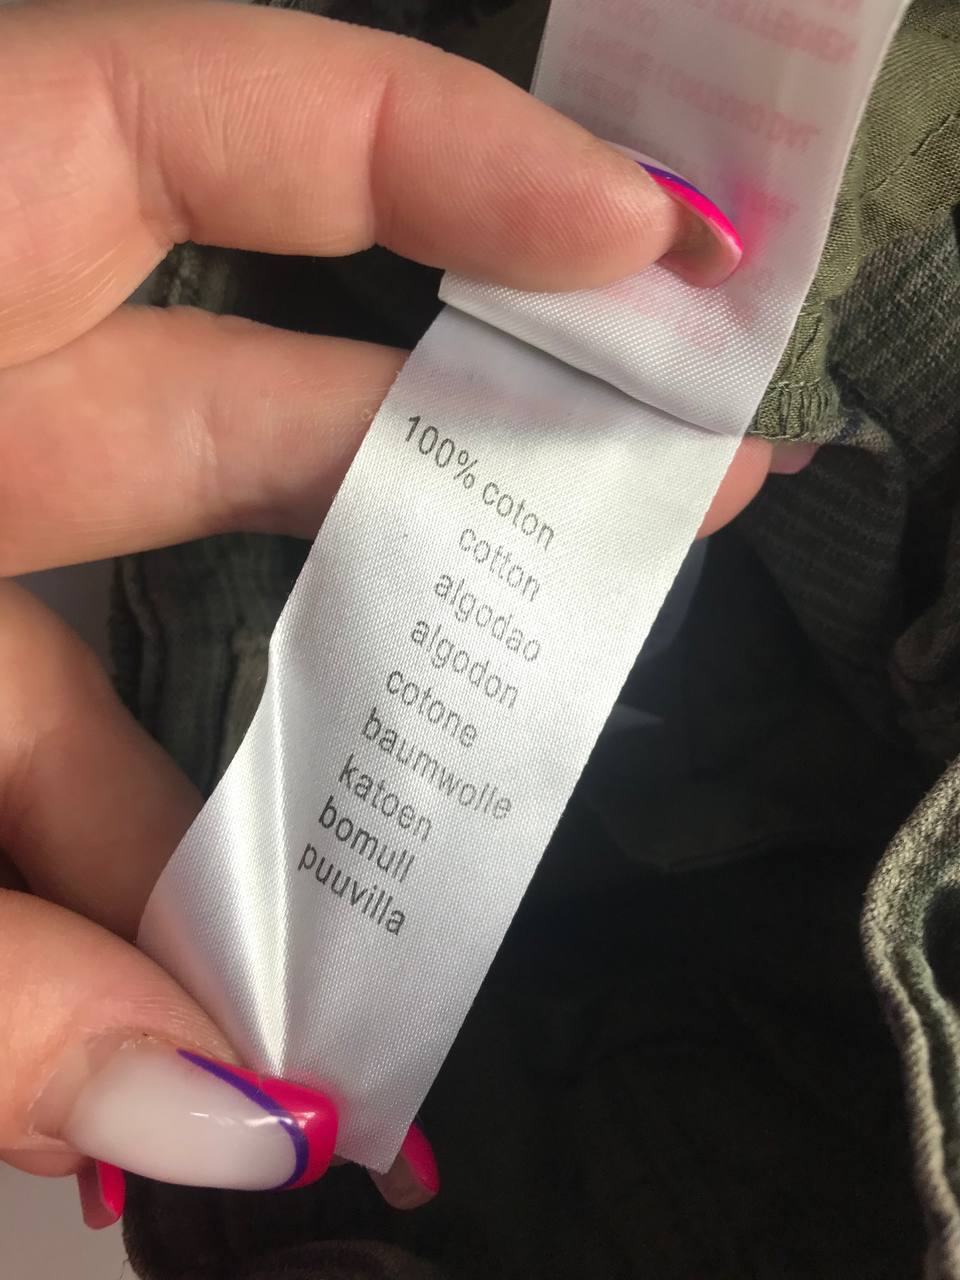 100% coton
cotton
algodao
algodon
cotone
baumwolle
katoen
bomull
puuvilla